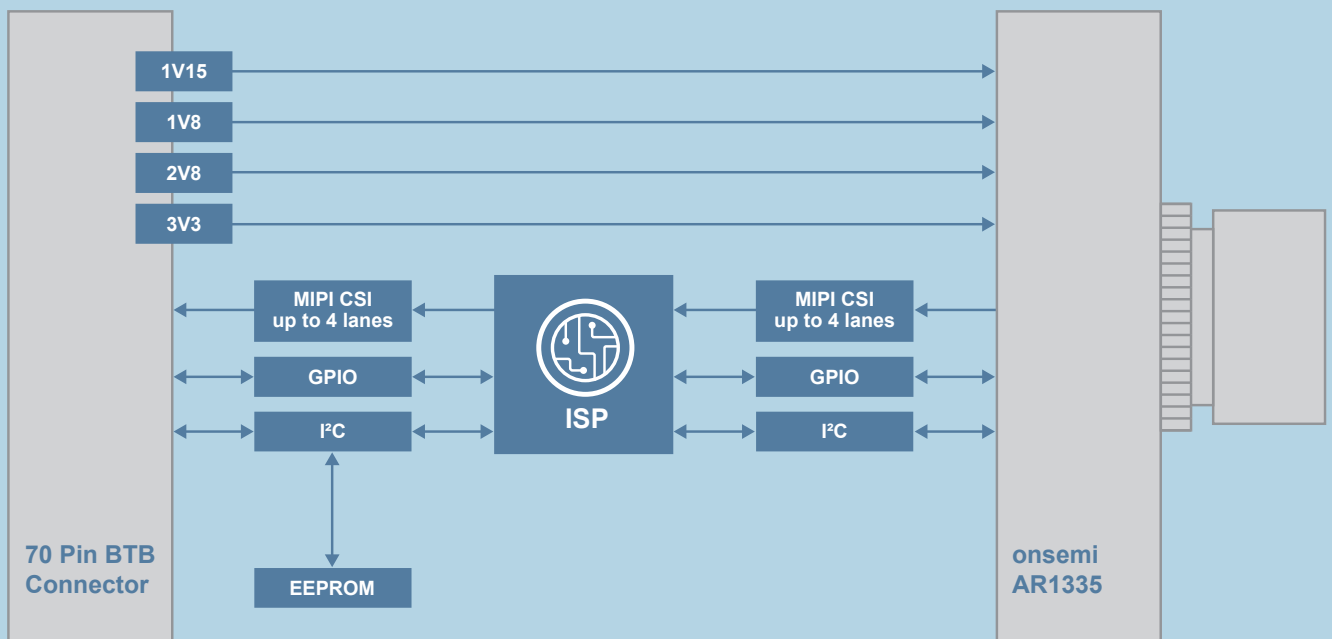 1V15
1V8
2V8
3V3
MIPI CSI
up to 4 lanes
GPIO
I²C
ISP
MIPI CSI
up to 4 lanes
GPIO
I²C
EEPROM
70 Pin BTB
Connector
onsemi
AR1335